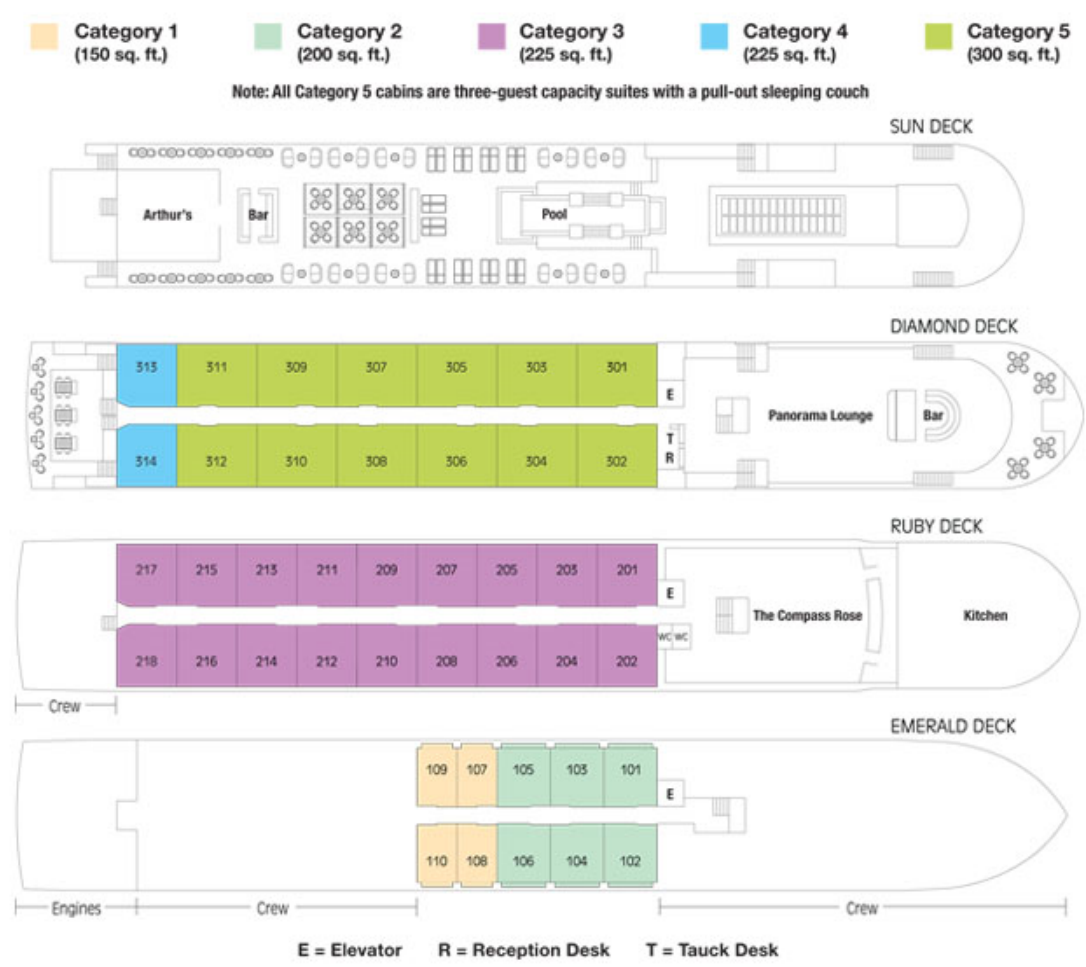 Category 1
(150 sq. ft.)
Category 2
(200 sq. ft.)
Category 3
(225 sq. ft.)
Category 4
(225 sq. ft.)
Category 5
(300 sq. ft.)
Note: All Category 5 cabins are three-guest capacity suites with a pull-out sleeping couch
SUN DECK
Arthur's
Bar
Pool
DIAMOND DECK
313 311 309 307 305 303 301
E
Panorama Lounge
Bar
T
R
314 312 310 308 306 304 302
RUBY DECK
217 215 213 211 209 207 205 203 201
E
The Compass Rose
Kitchen
WC WC
218 216 214 212 210 208 206 204 202
Crew
EMERALD DECK
109 107 105 103 101
E
110 108 106 104 102
Engines
Crew
Crew
E = Elevator R = Reception Desk T = Tauck Desk